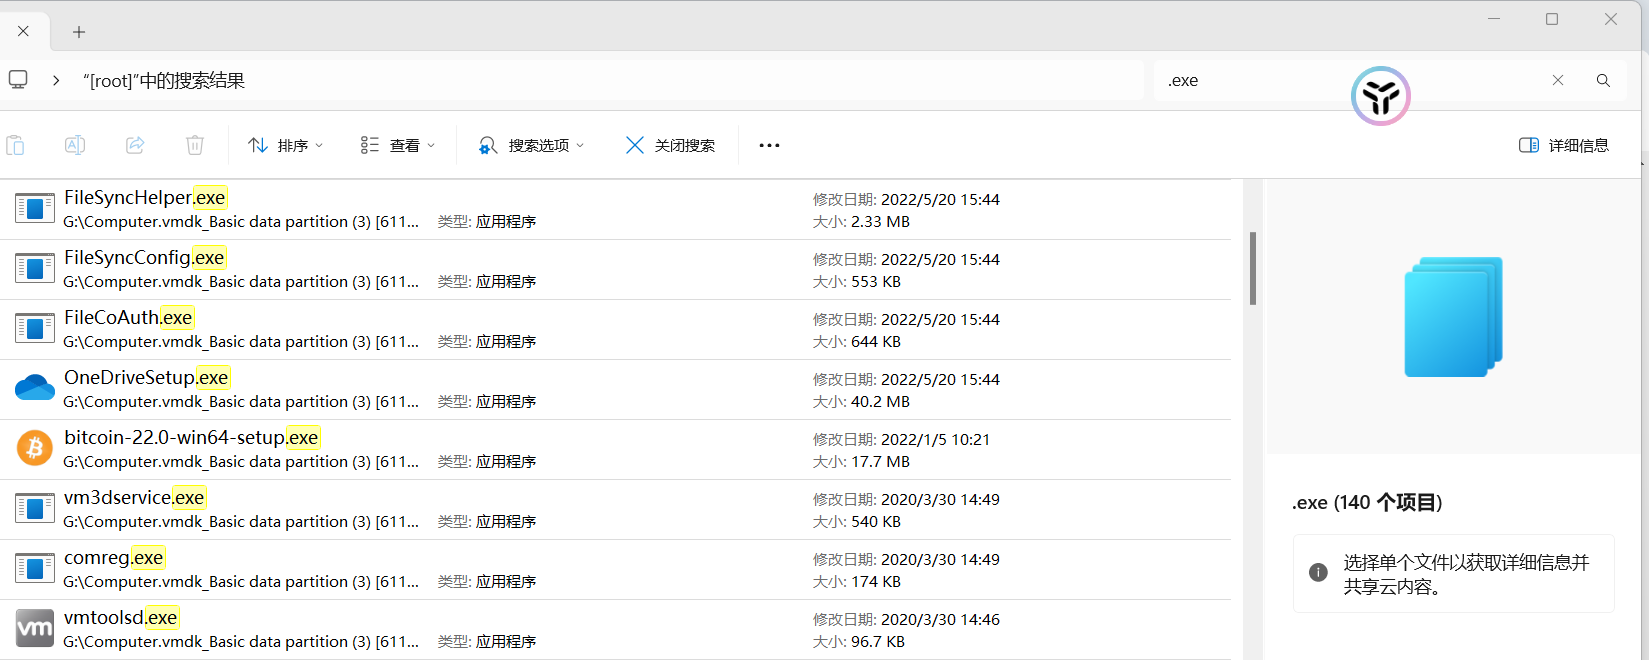 “[root]”中的搜索结果
.exe
排序
查看
搜索选项
关闭搜索
详细信息
FileSyncHelper.exe
修改日期: 2022/5/20 15:44
G:\Computer.vmdk_Basic data partition (3) [611... 类型: 应用程序
大小: 2.33 MB
FileSyncConfig.exe
修改日期: 2022/5/20 15:44
G:\Computer.vmdk_Basic data partition (3) [611... 类型: 应用程序
大小: 553 KB
FileCoAuth.exe
修改日期: 2022/5/20 15:44
G:\Computer.vmdk_Basic data partition (3) [611... 类型: 应用程序
大小: 644 KB
OneDriveSetup.exe
修改日期: 2022/5/20 15:44
G:\Computer.vmdk_Basic data partition (3) [611... 类型: 应用程序
大小: 40.2 MB
bitcoin-22.0-win64-setup.exe
修改日期: 2022/1/5 10:21
G:\Computer.vmdk_Basic data partition (3) [611... 类型: 应用程序
大小: 17.7 MB
vm3dservice.exe
修改日期: 2020/3/30 14:49
G:\Computer.vmdk_Basic data partition (3) [611... 类型: 应用程序
大小: 540 KB
comreg.exe
修改日期: 2020/3/30 14:49
G:\Computer.vmdk_Basic data partition (3) [611... 类型: 应用程序
大小: 174 KB
vm
vmtoolsd.exe
修改日期: 2020/3/30 14:46
G:\Computer.vmdk_Basic data partition (3) [611... 类型: 应用程序
大小: 96.7 KB
.exe (140 个项目)
选择单个文件以获取详细信息并
共享云内容。